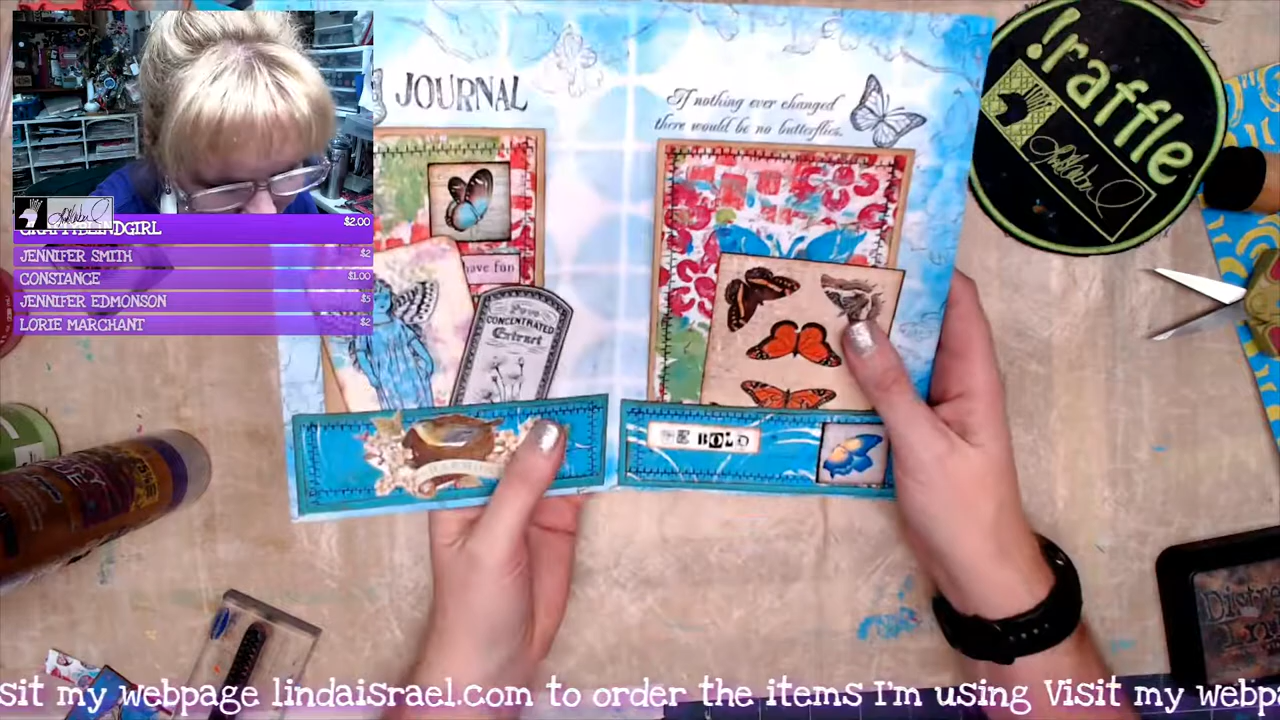 JOURNAL
If nothing ever changed
there would be no butterflies.
!raffle
$2.00
JENNIFER SMITH $2
CONSTANCE $1.00
JENNIFER EDMONSON $5
LORIE MARCHANT $2
have fun
Pure
CONCENTRATED
Extract
BE BOLD
sit my webpage lindaisrael.com to order the items I'm using Visit my webp